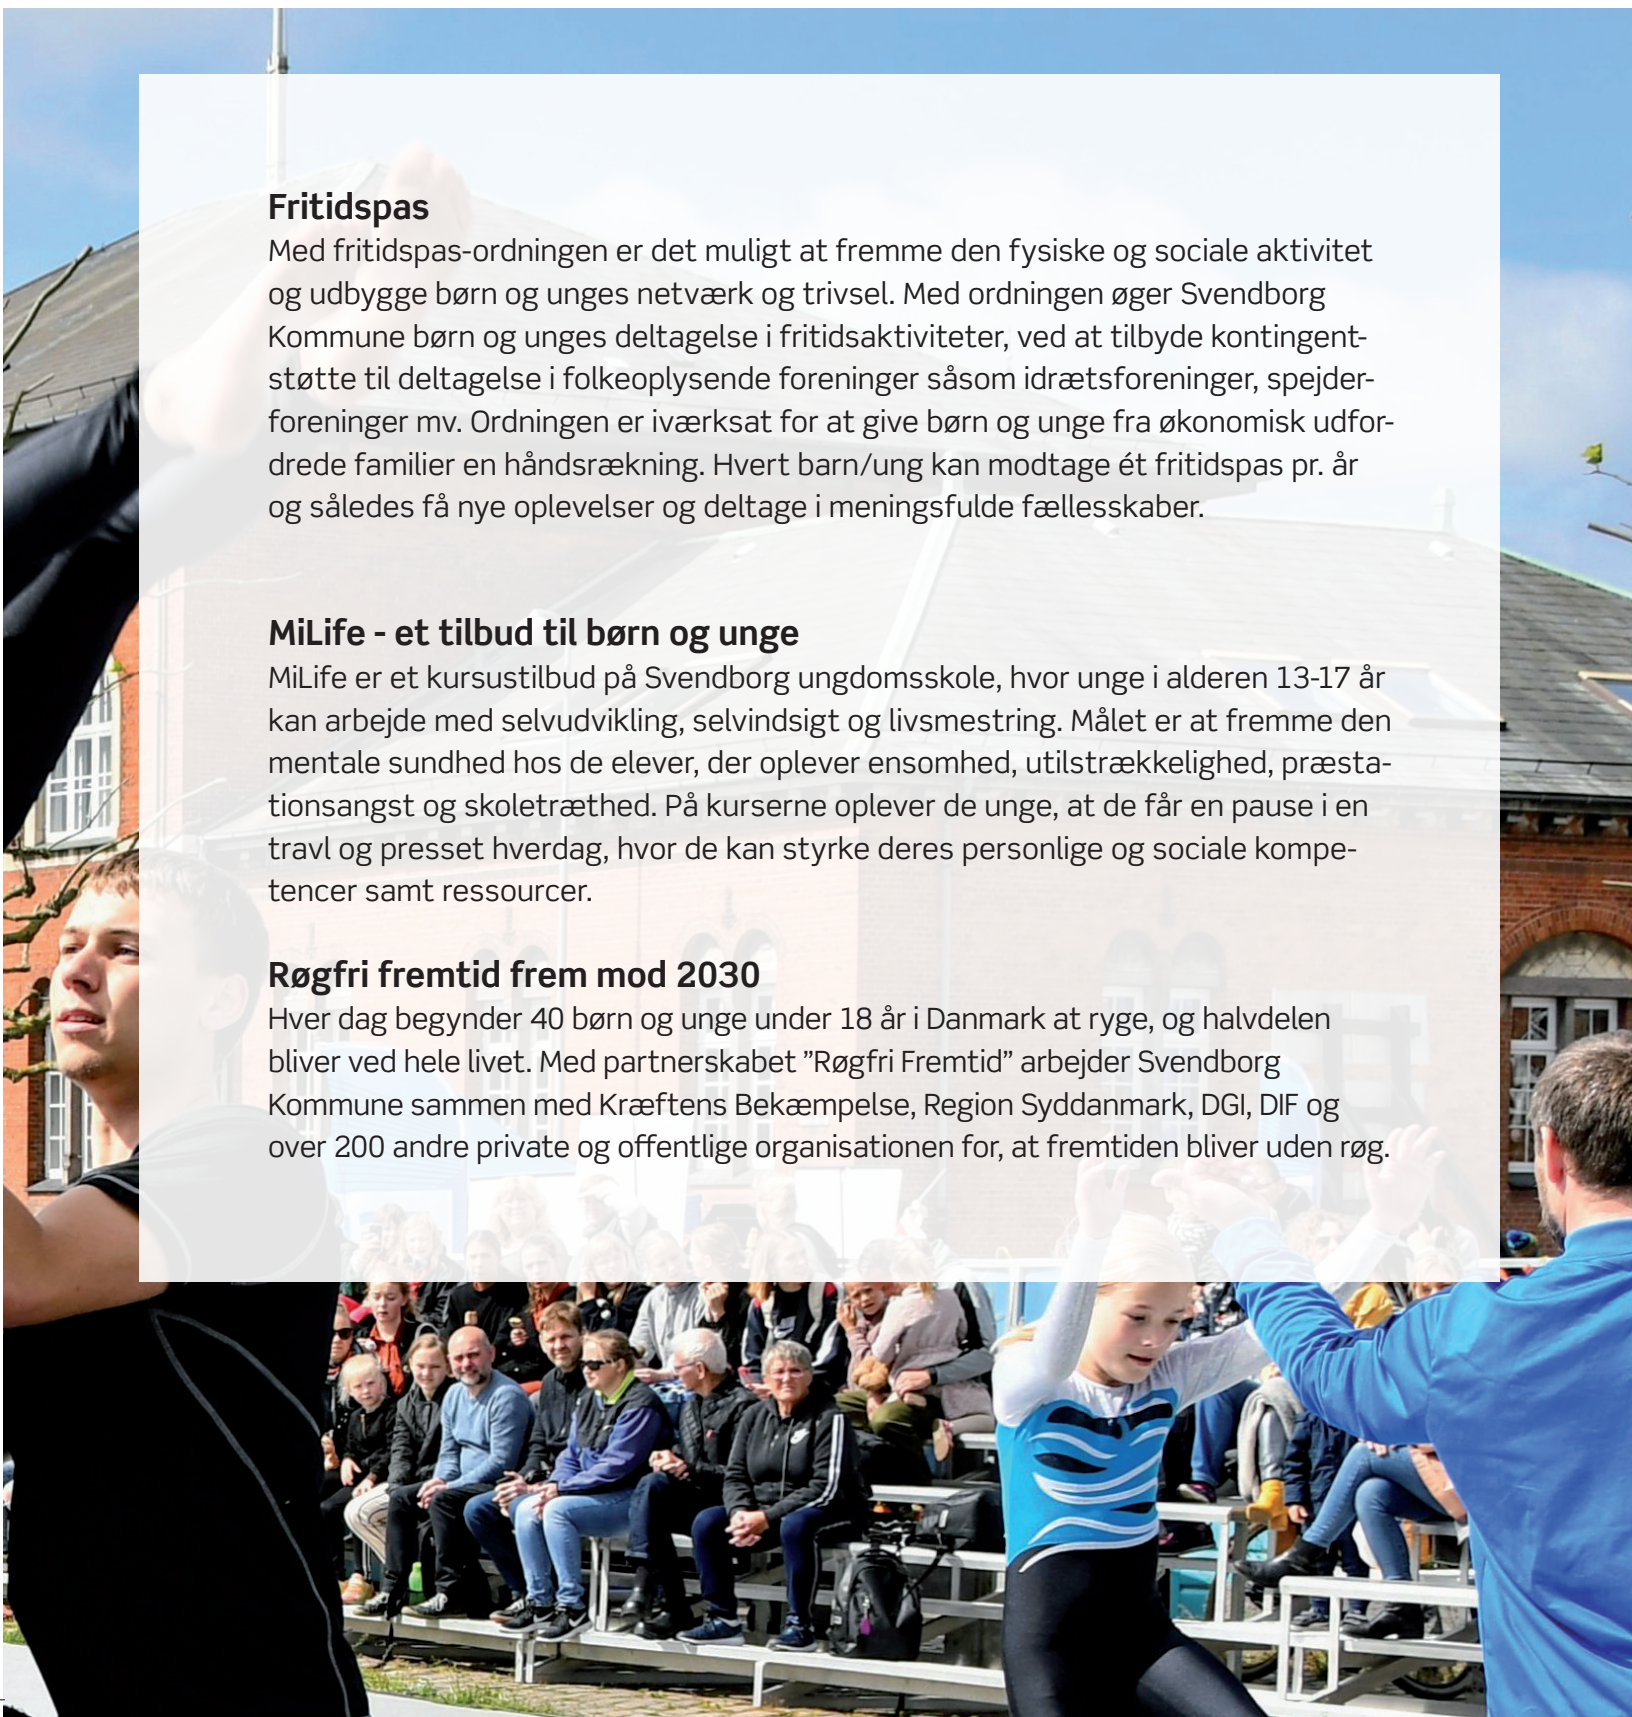 Fritidspas
Med fritidspas-ordningen er det muligt at fremme den fysiske og sociale aktivitet
og udbygge børn og unges netværk og trivsel. Med ordningen øger Svendborg
Kommune børn og unges deltagelse i fritidsaktiviteter, ved at tilbyde kontingent-
støtte til deltagelse i folkeoplysende foreninger såsom idrætsforeninger, spejder-
foreninger mv. Ordningen er iværksat for at give børn og unge fra økonomisk udfor-
drede familier en håndsrækning. Hvert barn/ung kan modtage ét fritidspas pr. år
og således få nye oplevelser og deltage i meningsfulde fællesskaber.
MiLife - et tilbud til børn og unge
MiLife er et kursustilbud på Svendborg ungdomsskole, hvor unge i alderen 13-17 år
kan arbejde med selvudvikling, selvindsigt og livsmestring. Målet er at fremme den
mentale sundhed hos de elever, der oplever ensomhed, utilstrækkelighed, præsta-
tionsangst og skoletræthed. På kurserne oplever de unge, at de får en pause i en
travl og presset hverdag, hvor de kan styrke deres personlige og sociale kompe-
tencer samt ressourcer.
Røgfri fremtid frem mod 2030
Hver dag begynder 40 børn og unge under 18 år i Danmark at ryge, og halvdelen
bliver ved hele livet. Med partnerskabet ”Røgfri Fremtid” arbejder Svendborg
Kommune sammen med Kræftens Bekæmpelse, Region Syddanmark, DGI, DIF og
over 200 andre private og offentlige organisationen for, at fremtiden bliver uden røg.